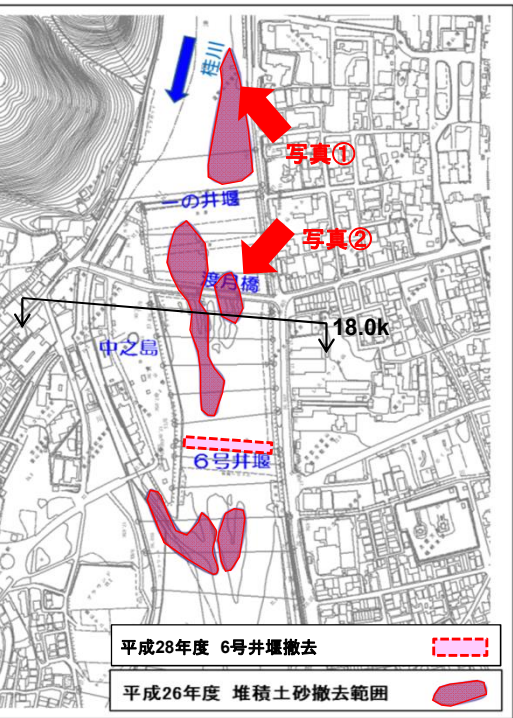 桂川
写真①
一の井堰
写真②
渡月橋
18.0k
中之島
6号井堰
平成28年度 6号井堰撤去
平成26年度 堆積土砂撤去範囲